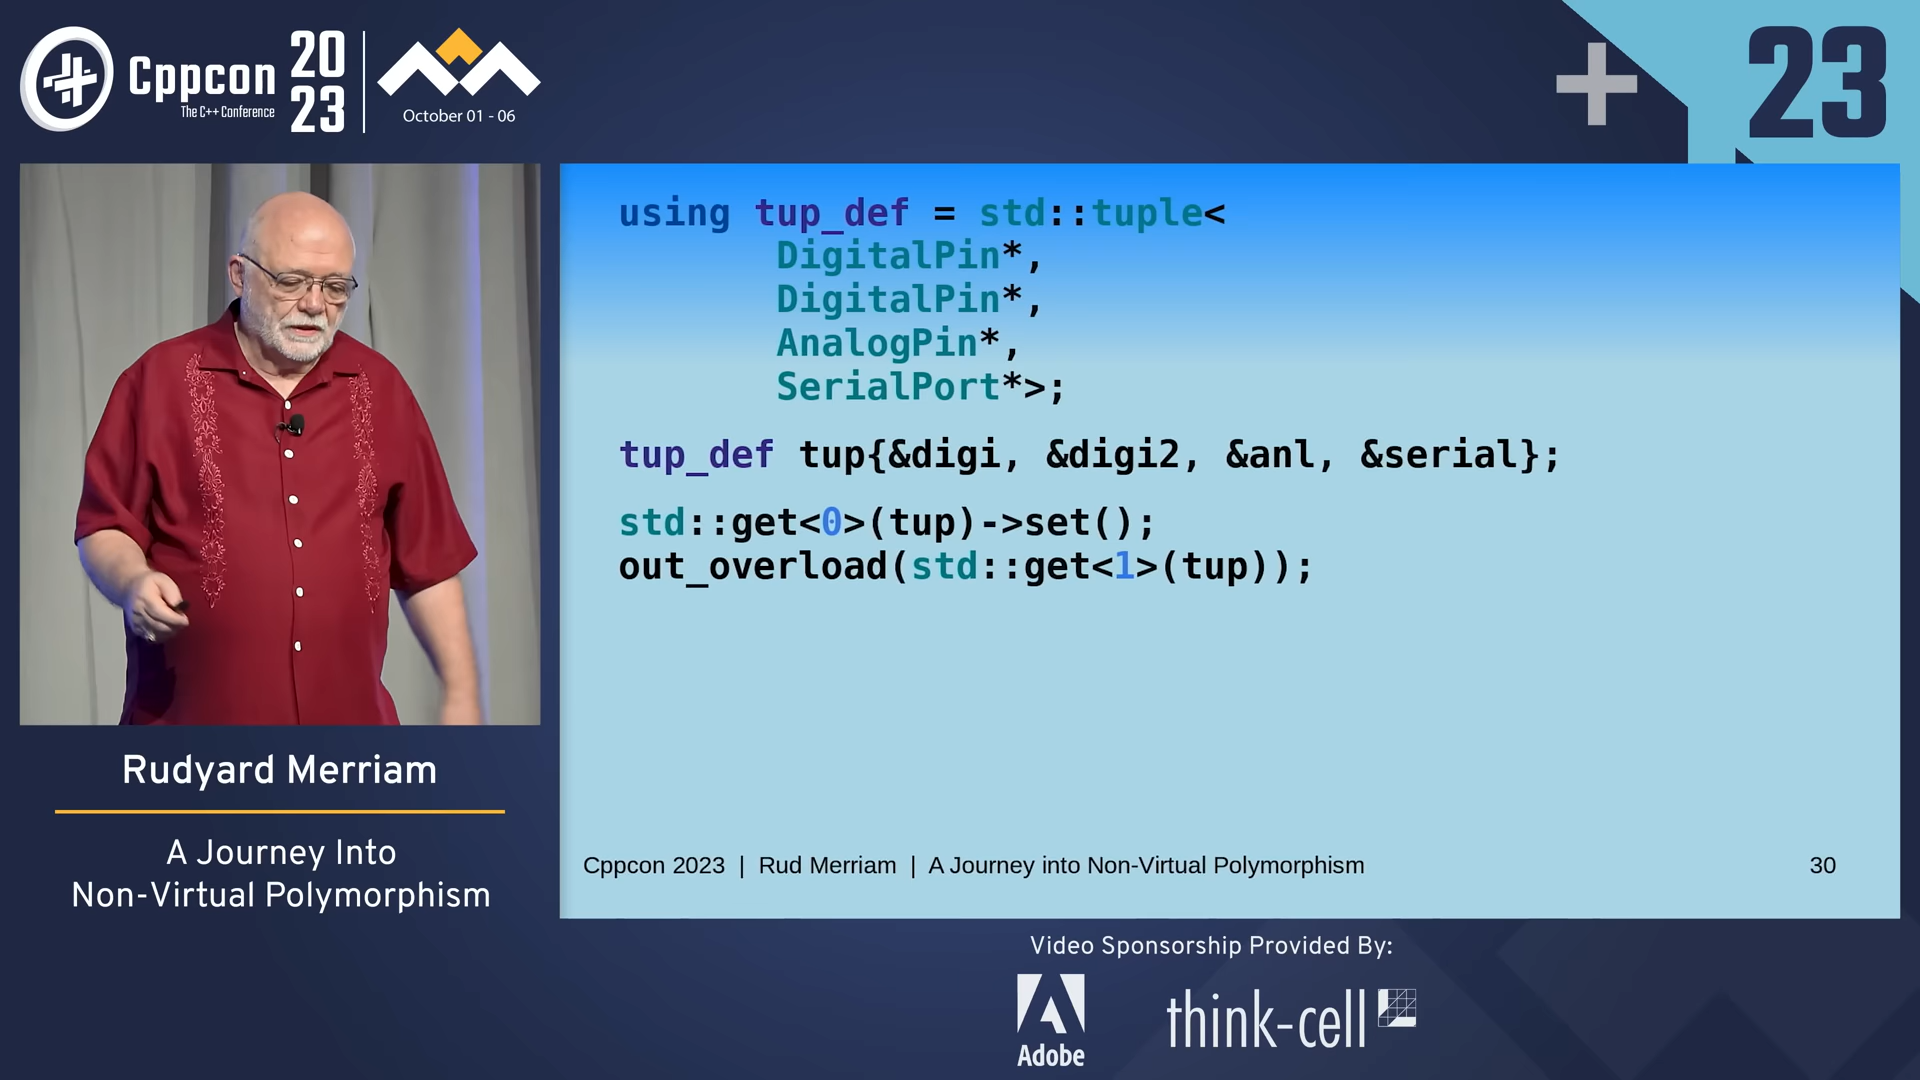 Cppcon
The C++ Conference
20
23
October 01 - 06
23
using tup_def = std::tuple<
DigitalPin*,
DigitalPin*,
AnalogPin*,
SerialPort*>;
tup_def tup{&digi, &digi2, &anl, &serial};
std::get<0>(tup)->set();
out_overload(std::get<1>(tup));
Cppcon 2023 | Rud Merriam | A Journey into Non-Virtual Polymorphism
30
Rudyard Merriam
A Journey Into
Non-Virtual Polymorphism
Video Sponsorship Provided By:
Adobe
think-cell